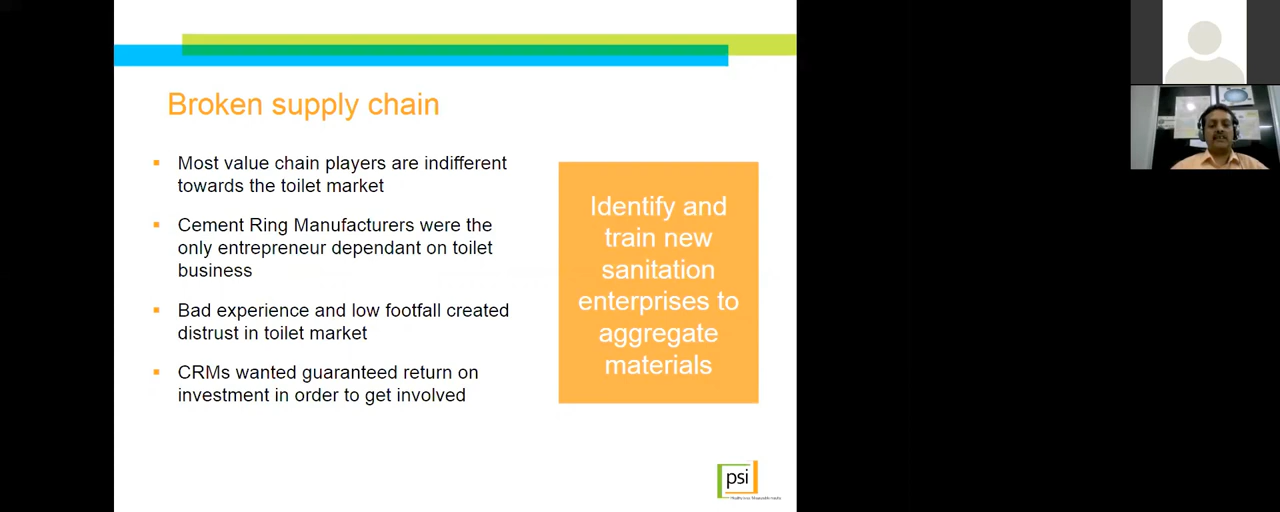 Broken supply chain
Most value chain players are indifferent
towards the toilet market
Cement Ring Manufacturers were the
only entrepreneur dependant on toilet
business
Bad experience and low footfall created
distrust in toilet market
CRMs wanted guaranteed return on
investment in order to get involved
Identify and
train new
sanitation
enterprises to
aggregate
materials
psi